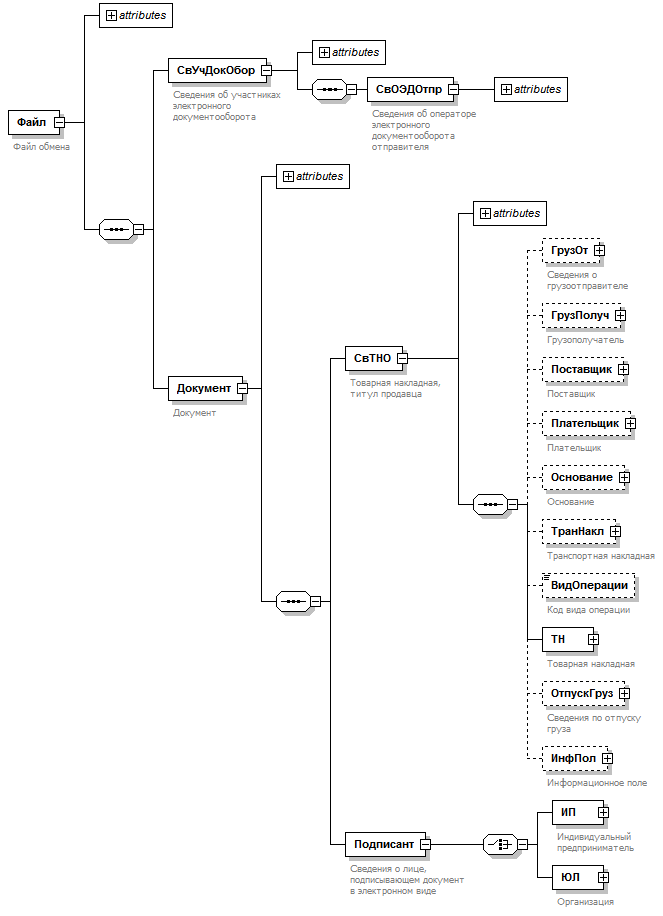 attributes
СвУчДокОбор
Сведения об участниках
электронного
документооборота
attributes
СвОЭДОтпр
Сведения об операторе
электронного
документооборота
отправителя
attributes
Файл
Файл обмена
attributes
Документ
Документ
СвТНО
Товарная накладная,
титул продавца
attributes
ГрузОт
Сведения о
грузоотправителе
ГрузПолуч
Грузополучатель
Поставщик
Поставщик
Плательщик
Плательщик
Основание
Основание
ТранНакл
Транспортная накладная
ВидОперации
Код вида операции
ТН
Товарная накладная
ОтпускГруз
Сведения по отпуску
груза
ИнфПол
Информационное поле
Подписант
Сведения о лице,
подписывающем документ
в электронном виде
ИП
Индивидуальный
предприниматель
ЮЛ
Организация